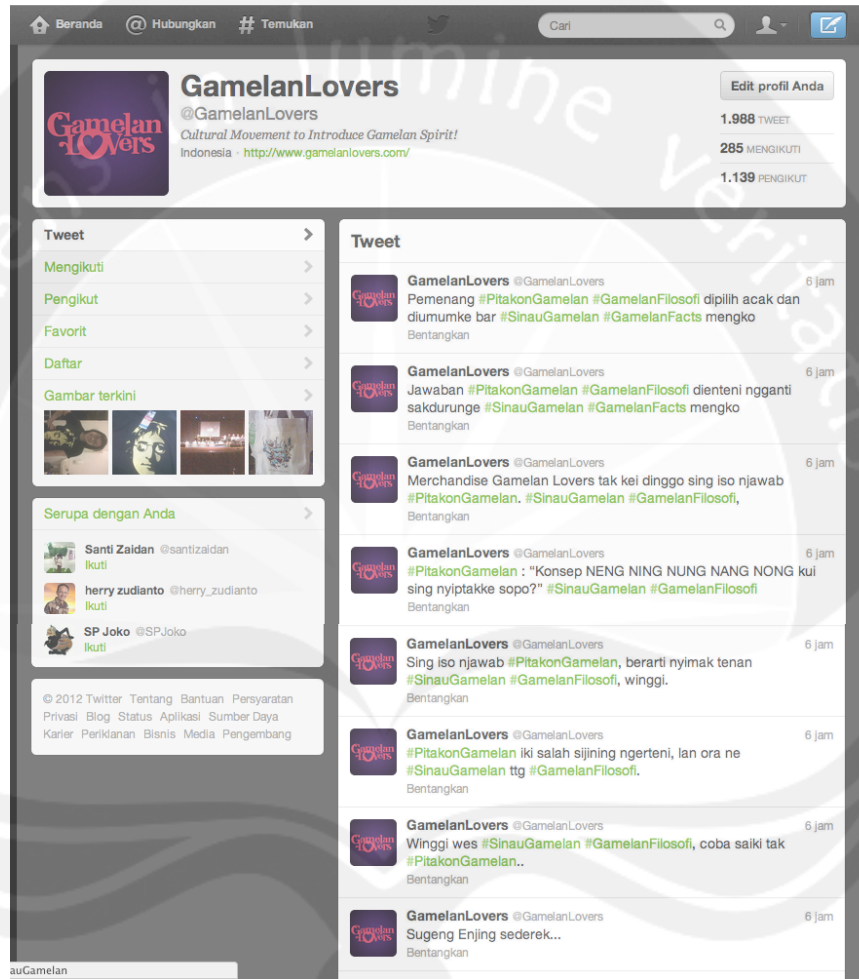 Beranda
Hubungkan
Temukan
Cari
Gamelan
LOvers
GamelanLovers
@GamelanLovers
Cultural Movement to Introduce Gamelan Spirit!
Indonesia · http://www.gamelanlovers.com/
Edit profil Anda
1.988 TWEET
285 MENGIKUTI
1.139 PENGIKUT
Tweet
Mengikuti
Pengikut
Favorit
Daftar
Gambar terkini
Serupa dengan Anda
Santi Zaidan @santizaidan
Ikuti
herry zudianto @herry_zudianto
Ikuti
SP Joko @SPJoko
Ikuti
© 2012 Twitter Tentang Bantuan Persyaratan
Privasi Blog Status Aplikasi Sumber Daya
Karier Periklanan Bisnis Media Pengembang
Tweet
GamelanLovers @GamelanLovers 6 jam
Pemenang #PitakonGamelan #GamelanFilosofi dipilih acak dan
diumumke bar #SinauGamelan #GamelanFacts mengko
Bentangkan
GamelanLovers @GamelanLovers 6 jam
Jawaban #PitakonGamelan #GamelanFilosofi dienteni ngganti
sakdurunge #SinauGamelan #GamelanFacts mengko
Bentangkan
GamelanLovers @GamelanLovers 6 jam
Merchandise Gamelan Lovers tak kei dinggo sing iso njawab
#PitakonGamelan. #SinauGamelan #GamelanFilosofi,
Bentangkan
GamelanLovers @GamelanLovers 6 jam
#PitakonGamelan : “Konsep NENG NING NUNG NANG NONG kui
sing nyiptakke sopo?” #SinauGamelan #GamelanFilosofi
Bentangkan
GamelanLovers @GamelanLovers 6 jam
Sing iso njawab #PitakonGamelan, berarti nyimak tenan
#SinauGamelan #GamelanFilosofi, winggi.
Bentangkan
GamelanLovers @GamelanLovers 6 jam
#PitakonGamelan iki salah sijining ngerteni, lan ora ne
#SinauGamelan ttg #GamelanFilosofi.
Bentangkan
GamelanLovers @GamelanLovers 6 jam
Winggi wes #SinauGamelan #GamelanFilosofi, coba saiki tak
#PitakonGamelan..
Bentangkan
GamelanLovers @GamelanLovers 6 jam
Sugeng Enjing sederek...
Bentangkan
auGamelan
in lumine